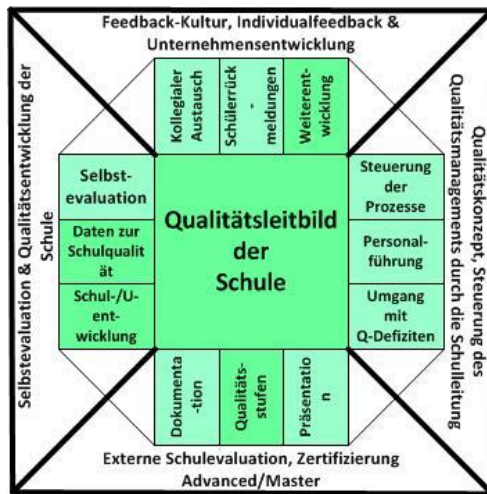 Feedback-Kultur, Individualfeedback &
Unternehmensentwicklung
Selbstevaluation & Qualitätsentwicklung der
Schule
Kollegialer
Austausch
Schülerrück
-
meldungen
Weiterent-
wicklung
Selbst-
evaluation
Daten zur
Schulqualit
ät
Schul-/U-
entwicklung
Qualitätsleitbild
der
Schule
Steuerung
der
Prozesse
Personal-
führung
Umgang
mit
Q-Defiziten
Qualitätskonzept, Steuerung des
Qualitätsmanagements durch die Schulleitung
Dokumenta
-tion
Qualitäts-
stufen
Präsentatio
n
Externe Schulevaluation, Zertifizierung
Advanced/Master